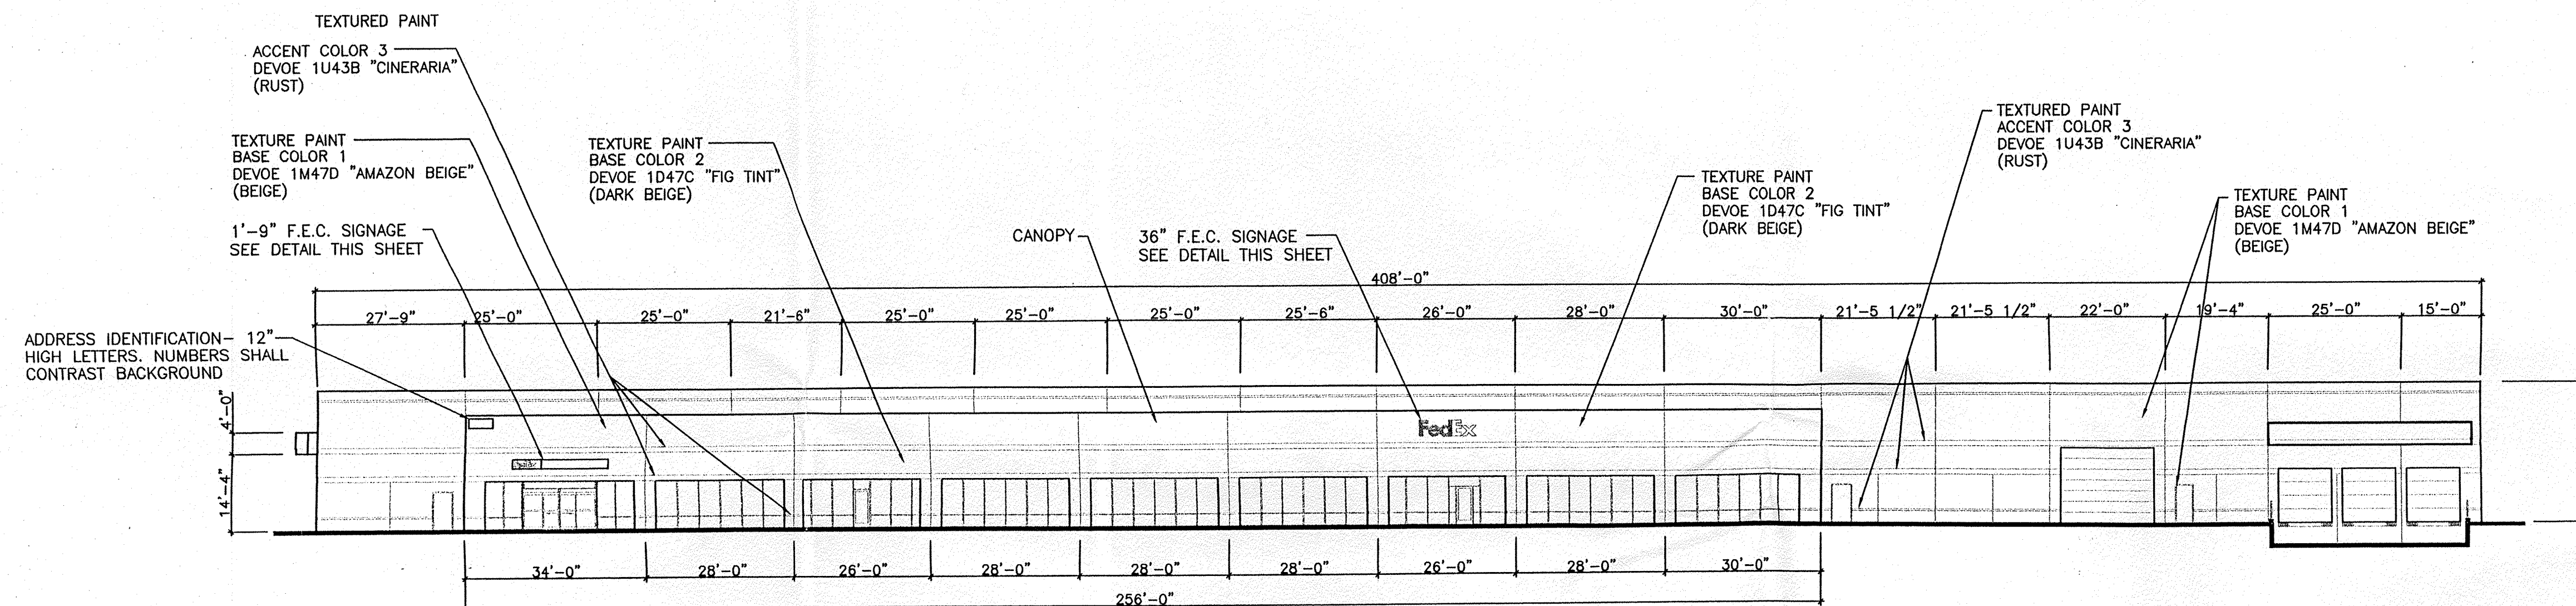 TEXTURED PAINT
ACCENT COLOR 3
DEVOE 1U43B "CINERARIA"
(RUST)
TEXTURE PAINT
BASE COLOR 1
DEVOE 1M47D "AMAZON BEIGE"
(BEIGE)
1'-9" F.E.C. SIGNAGE
SEE DETAIL THIS SHEET
ADDRESS IDENTIFICATION- 12"
HIGH LETTERS. NUMBERS SHALL
CONTRAST BACKGROUND
TEXTURE PAINT
BASE COLOR 2
DEVOE 1D47C "FIG TINT"
(DARK BEIGE)
CANOPY
36" F.E.C. SIGNAGE
SEE DETAIL THIS SHEET
TEXTURE PAINT
BASE COLOR 2
DEVOE 1D47C "FIG TINT"
(DARK BEIGE)
TEXTURED PAINT
ACCENT COLOR 3
DEVOE 1U43B "CINERARIA"
(RUST)
TEXTURE PAINT
BASE COLOR 1
DEVOE 1M47D "AMAZON BEIGE"
(BEIGE)
408'-0"
27'-9" 25'-0" 25'-0" 21'-6" 25'-0" 25'-0" 25'-0" 25'-6" 26'-0" 28'-0" 30'-0" 21'-5 1/2" 21'-5 1/2" 22'-0" 19'-4" 25'-0" 15'-0"
4'-0"
14'-4"
FedEx
34'-0" 28'-0" 26'-0" 28'-0" 28'-0" 28'-0" 26'-0" 28'-0" 30'-0"
256'-0"